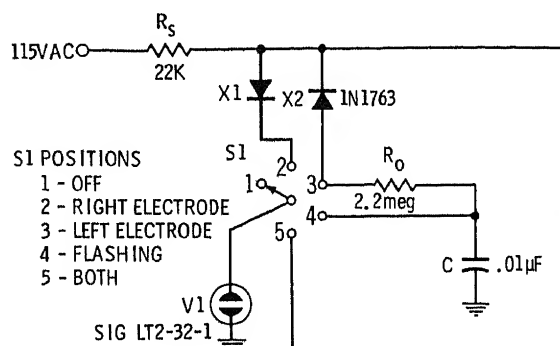 R_S
115VAC
22K
X1
X2
1N1763
S1 POSITIONS
1 - OFF
2 - RIGHT ELECTRODE
3 - LEFT ELECTRODE
4 - FLASHING
5 - BOTH
S1
2
1
3
4
5
R_O
2.2meg
C
.01μF
V1
SIG LT2-32-1